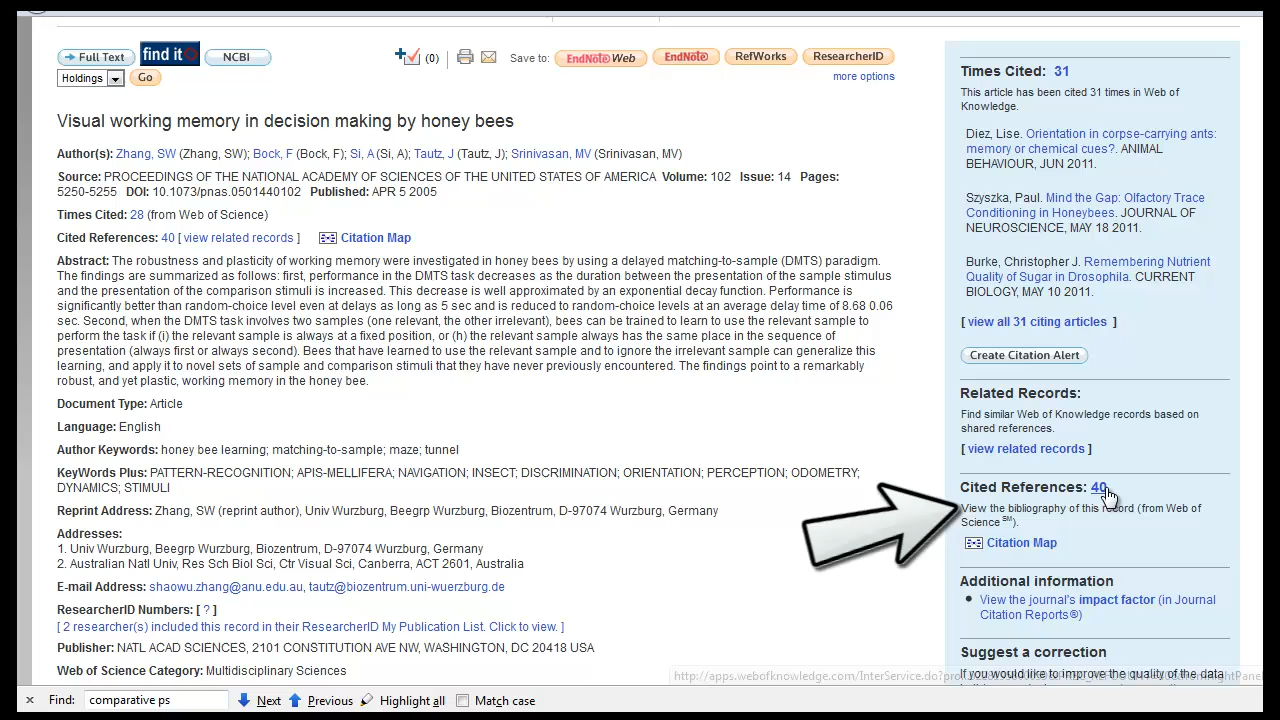 Full Text find it NCBI (0) Save to: EndNote Web EndNote RefWorks ResearcherID
Holdings Go more options
Visual working memory in decision making by honey bees
Author(s): Zhang, SW (Zhang, SW); Bock, F (Bock, F); Si, A (Si, A); Tautz, J (Tautz, J); Srinivasan, MV (Srinivasan, MV)
Source: PROCEEDINGS OF THE NATIONAL ACADEMY OF SCIENCES OF THE UNITED STATES OF AMERICA Volume: 102 Issue: 14 Pages:
5250-5255 DOI: 10.1073/pnas.0501440102 Published: APR 5 2005
Times Cited: 28 (from Web of Science)
Cited References: 40 [ view related records ] Citation Map
Abstract: The robustness and plasticity of working memory were investigated in honey bees by using a delayed matching-to-sample (DMTS) paradigm.
The findings are summarized as follows: first, performance in the DMTS task decreases as the duration between the presentation of the sample stimulus
and the presentation of the comparison stimuli is increased. This decrease is well approximated by an exponential decay function. Performance is
significantly better than random-choice level even at delays as long as 5 sec and is reduced to random-choice levels at an average delay time of 8.68 0.06
sec. Second, when the DMTS task involves two samples (one relevant, the other irrelevant), bees can be trained to learn to use the relevant sample to
perform the task if (i) the relevant sample is always at a fixed position, or (h) the relevant sample always has the same place in the sequence of
presentation (always first or always second). Bees that have learned to use the relevant sample and to ignore the irrelevant sample can generalize this
learning, and apply it to novel sets of sample and comparison stimuli that they have never previously encountered. The findings point to a remarkably
robust, and yet plastic, working memory in the honey bee.
Document Type: Article
Language: English
Author Keywords: honey bee learning; matching-to-sample; maze; tunnel
KeyWords Plus: PATTERN-RECOGNITION; APIS-MELLIFERA; NAVIGATION; INSECT; DISCRIMINATION; ORIENTATION; PERCEPTION; ODOMETRY;
DYNAMICS; STIMULI
Reprint Address: Zhang, SW (reprint author), Univ Wurzburg, Beegrp Wurzburg, Biozentrum, D-97074 Wurzburg, Germany
Addresses:
1. Univ Wurzburg, Beegrp Wurzburg, Biozentrum, D-97074 Wurzburg, Germany
2. Australian Natl Univ, Res Sch Biol Sci, Ctr Visual Sci, Canberra, ACT 2601, Australia
E-mail Address: shaowu.zhang@anu.edu.au, tautz@biozentrum.uni-wuerzburg.de
ResearcherID Numbers: [ ? ]
[ 2 researcher(s) included this record in their ResearcherID My Publication List. Click to view. ]
Publisher: NATL ACAD SCIENCES, 2101 CONSTITUTION AVE NW, WASHINGTON, DC 20418 USA
Web of Science Category: Multidisciplinary Sciences
Times Cited: 31
This article has been cited 31 times in Web of
Knowledge.
Diez, Lise. Orientation in corpse-carrying ants:
memory or chemical cues?. ANIMAL
BEHAVIOUR, JUN 2011.
Szyszka, Paul. Mind the Gap: Olfactory Trace
Conditioning in Honeybees. JOURNAL OF
NEUROSCIENCE, MAY 18 2011.
Burke, Christopher J. Remembering Nutrient
Quality of Sugar in Drosophila. CURRENT
BIOLOGY, MAY 10 2011.
[ view all 31 citing articles ]
Create Citation Alert
Related Records:
Find similar Web of Knowledge records based on
shared references.
[ view related records ]
Cited References: 40
View the bibliography of this record (from Web of
Science SM).
Citation Map
Additional information
View the journal's impact factor (in Journal
Citation Reports®)
Suggest a correction
If you would like to improve the quality of the data
http://apps.webofknowledge.com/InterService.do?
Find: comparative ps Next Previous Highlight all Match case